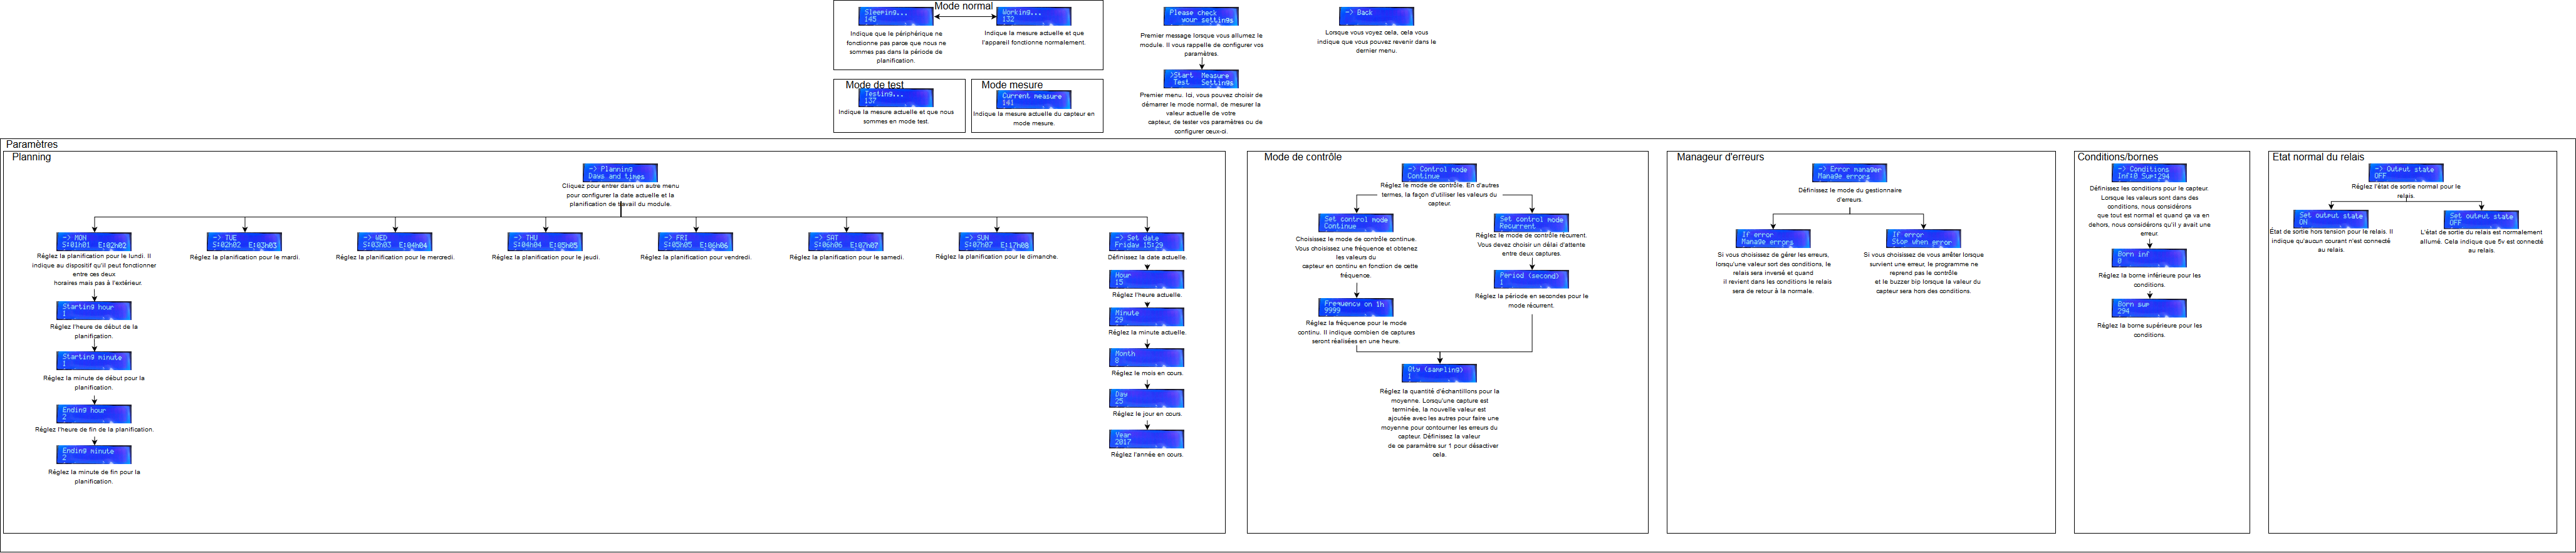 Mode normal
Sleeping...
145
Indique que le périphérique ne
fonctionne pas parce que nous ne
sommes pas dans la période de
planification.
Working...
132
Indique la mesure actuelle et que
l'appareil fonctionne normalement.
Please check
your settings
Premier message lorsque vous allumez le
module. Il vous rappelle de configurer vos
paramètres.
-> Back
Lorsque vous voyez cela, cela vous
indique que vous pouvez revenir dans le
dernier menu.
Mode de test
Testing...
137
Indique la mesure actuelle et que nous
sommes en mode test.
Mode mesure
Current measure
141
Indique la mesure actuelle du capteur en
mode mesure.
>Start Measure
Test Settings
Premier menu. Ici, vous pouvez choisir de
démarrer le mode normal, de mesurer la
valeur actuelle de votre
capteur, de tester vos paramètres ou de
configurer ceux-ci.
Paramètres
Planning
-> Planning
Days and times
Cliquez pour entrer dans un autre menu
pour configurer la date actuelle et la
planification de travail du module.
-> MON
S:01h01 E:02h02
Réglez la planification pour le lundi. Il
indique au dispositif qu'il peut fonctionner
entre ces deux
horaires mais pas à l'extérieur.
Starting hour
1
Réglez l'heure de début de la
planification.
Starting minute
1
Réglez la minute de début pour la
planification.
Ending hour
2
Réglez l'heure de fin de la planification.
Ending minute
2
Réglez la minute de fin pour la
planification.
-> TUE
S:02h02 E:03h03
Réglez la planification pour le mardi.
-> WED
S:03h03 E:04h04
Réglez la planification pour le mercredi.
-> THU
S:04h04 E:05h05
Réglez la planification pour le jeudi.
-> FRI
S:05h05 E:06h06
Réglez la planification pour vendredi.
-> SAT
S:06h06 E:07h07
Réglez la planification pour le samedi.
-> SUN
S:07h07 E:17h08
Réglez la planification pour le dimanche.
-> Set date
Friday 15:29
Définissez la date actuelle.
Hour
15
Réglez l'heure actuelle.
Minute
29
Réglez la minute actuelle.
Month
8
Réglez le mois en cours.
Day
25
Réglez le jour en cours.
Year
2017
Réglez l'année en cours.
Mode de contrôle
-> Control mode
Continue
Réglez le mode de contrôle. En d'autres
termes, la façon d'utiliser les valeurs du
capteur.
Set control mode
Continue
Choisissez le mode de contrôle continue.
Vous choisissez une fréquence et obtenez
les valeurs du
capteur en continu en fonction de cette
fréquence.
Frequency on 1h
9999
Réglez la fréquence pour le mode
continu. Il indique combien de captures
seront réalisées en une heure.
Set control mode
Recurrent
Réglez le mode de contrôle récurrent.
Vous devez choisir un délai d'attente
entre deux captures.
Period (second)
1
Réglez la période en secondes pour le
mode récurrent.
Qty (sampling)
1
Réglez la quantité d'échantillons pour la
moyenne. Lorsqu'une capture est
terminée, la nouvelle valeur est
ajoutée avec les autres pour faire une
moyenne pour contourner les erreurs du
capteur. Définissez la valeur
de ce paramètre sur 1 pour désactiver
cela.
Manageur d'erreurs
-> Error manager
Manage errors
Définissez le mode du gestionnaire
d'erreurs.
If error
Manage errors
Si vous choisissez de gérer les erreurs,
lorsqu'une valeur sort des conditions, le
relais sera inversé et quand
il revient dans les conditions le relais
sera de retour à la normale.
If error
Stop when error
Si vous choisissez de vous arrêter lorsque
survient une erreur, le programme ne
reprend pas le contrôle
et le buzzer bip lorsque la valeur du
capteur sera hors des conditions.
Conditions/bornes
-> Conditions
Inf:0 Sup:294
Définissez les conditions pour le capteur.
Lorsque les valeurs sont dans des
conditions, nous considérons
que tout est normal et quand ça va en
dehors, nous considérons qu'il y avait une
erreur.
Born inf
0
Réglez la borne inférieure pour les
conditions.
Born sup
294
Réglez la borne supérieure pour les
conditions.
Etat normal du relais
-> Output state
OFF
Réglez l'état de sortie normal pour le
relais.
Set output state
ON
État de sortie hors tension pour le relais. Il
indique qu'aucun courant n'est connecté
au relais.
Set output state
OFF
L'état de sortie du relais est normalement
allumé. Cela indique que 5v est connecté
au relais.